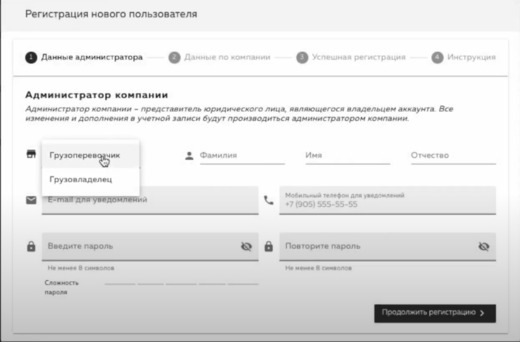 Регистрация нового пользователя
1 Данные администратора 2 Данные по компании 3 Успешная регистрация 4 Инструкция
Администратор компании
Администратор компании – представитель юридического лица, являющегося владельцем аккаунта. Все
изменения и дополнения в учетной записи будут производиться администратором компании.
Грузоперевозчик Фамилия Имя Отчество
Грузовладелец
E-mail для уведомлений
Мобильный телефон для уведомлений
+7 (905) 555-55-55
Введите пароль Повторите пароль
Не менее 8 символов Не менее 8 символов
Сложность
пароля
Продолжить регистрацию